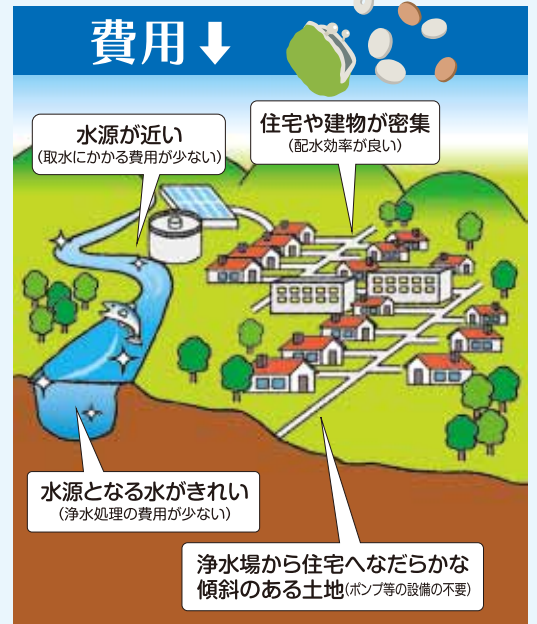 費用↓
水源が近い
(取水にかかる費用が少ない)
住宅や建物が密集
(配水効率が良い)
水源となる水がきれい
(浄水処理の費用が少ない)
浄水場から住宅へなだらかな
傾斜のある土地(ポンプ等の設備の不要)